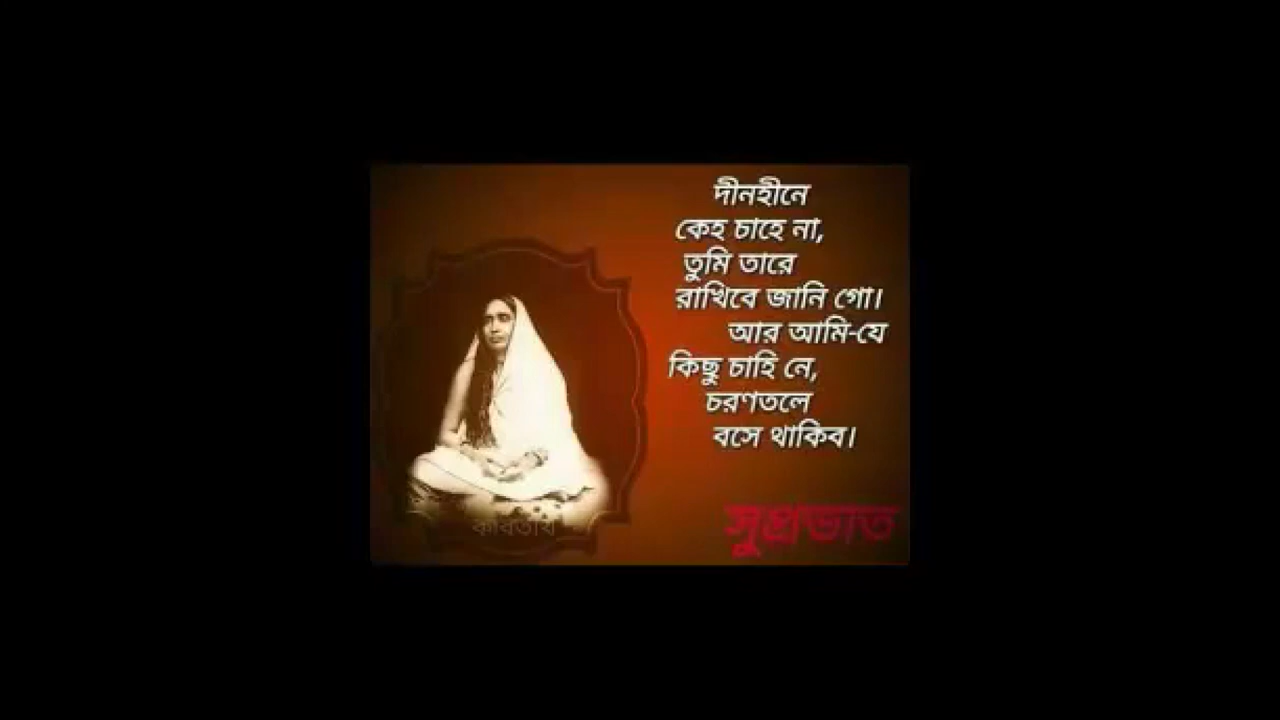 দীনহীনে
কেহ চাহে না,
তুমি তারে
রাখিবে জানি গো।
আর আমি-যে
কিছু চাহি নে,
চরণতলে
বসে থাকিব।
সুপ্রভাত